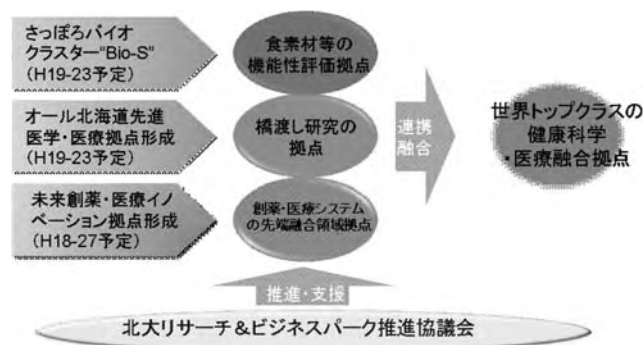 さっぽろバイオ
クラスター“Bio-S”
(H19-23予定)
食素材等の
機能性評価拠点
オール北海道先進
医学・医療拠点形成
(H19-23予定)
橋渡し研究の
拠点
連携
融合
世界トップクラスの
健康科学
・医療融合拠点
未来創薬・医療イノ
ベーション拠点形成
(H18-27予定)
創薬・医療システム
の先端融合領域拠点
推進・支援
北大リサーチ＆ビジネスパーク推進協議会